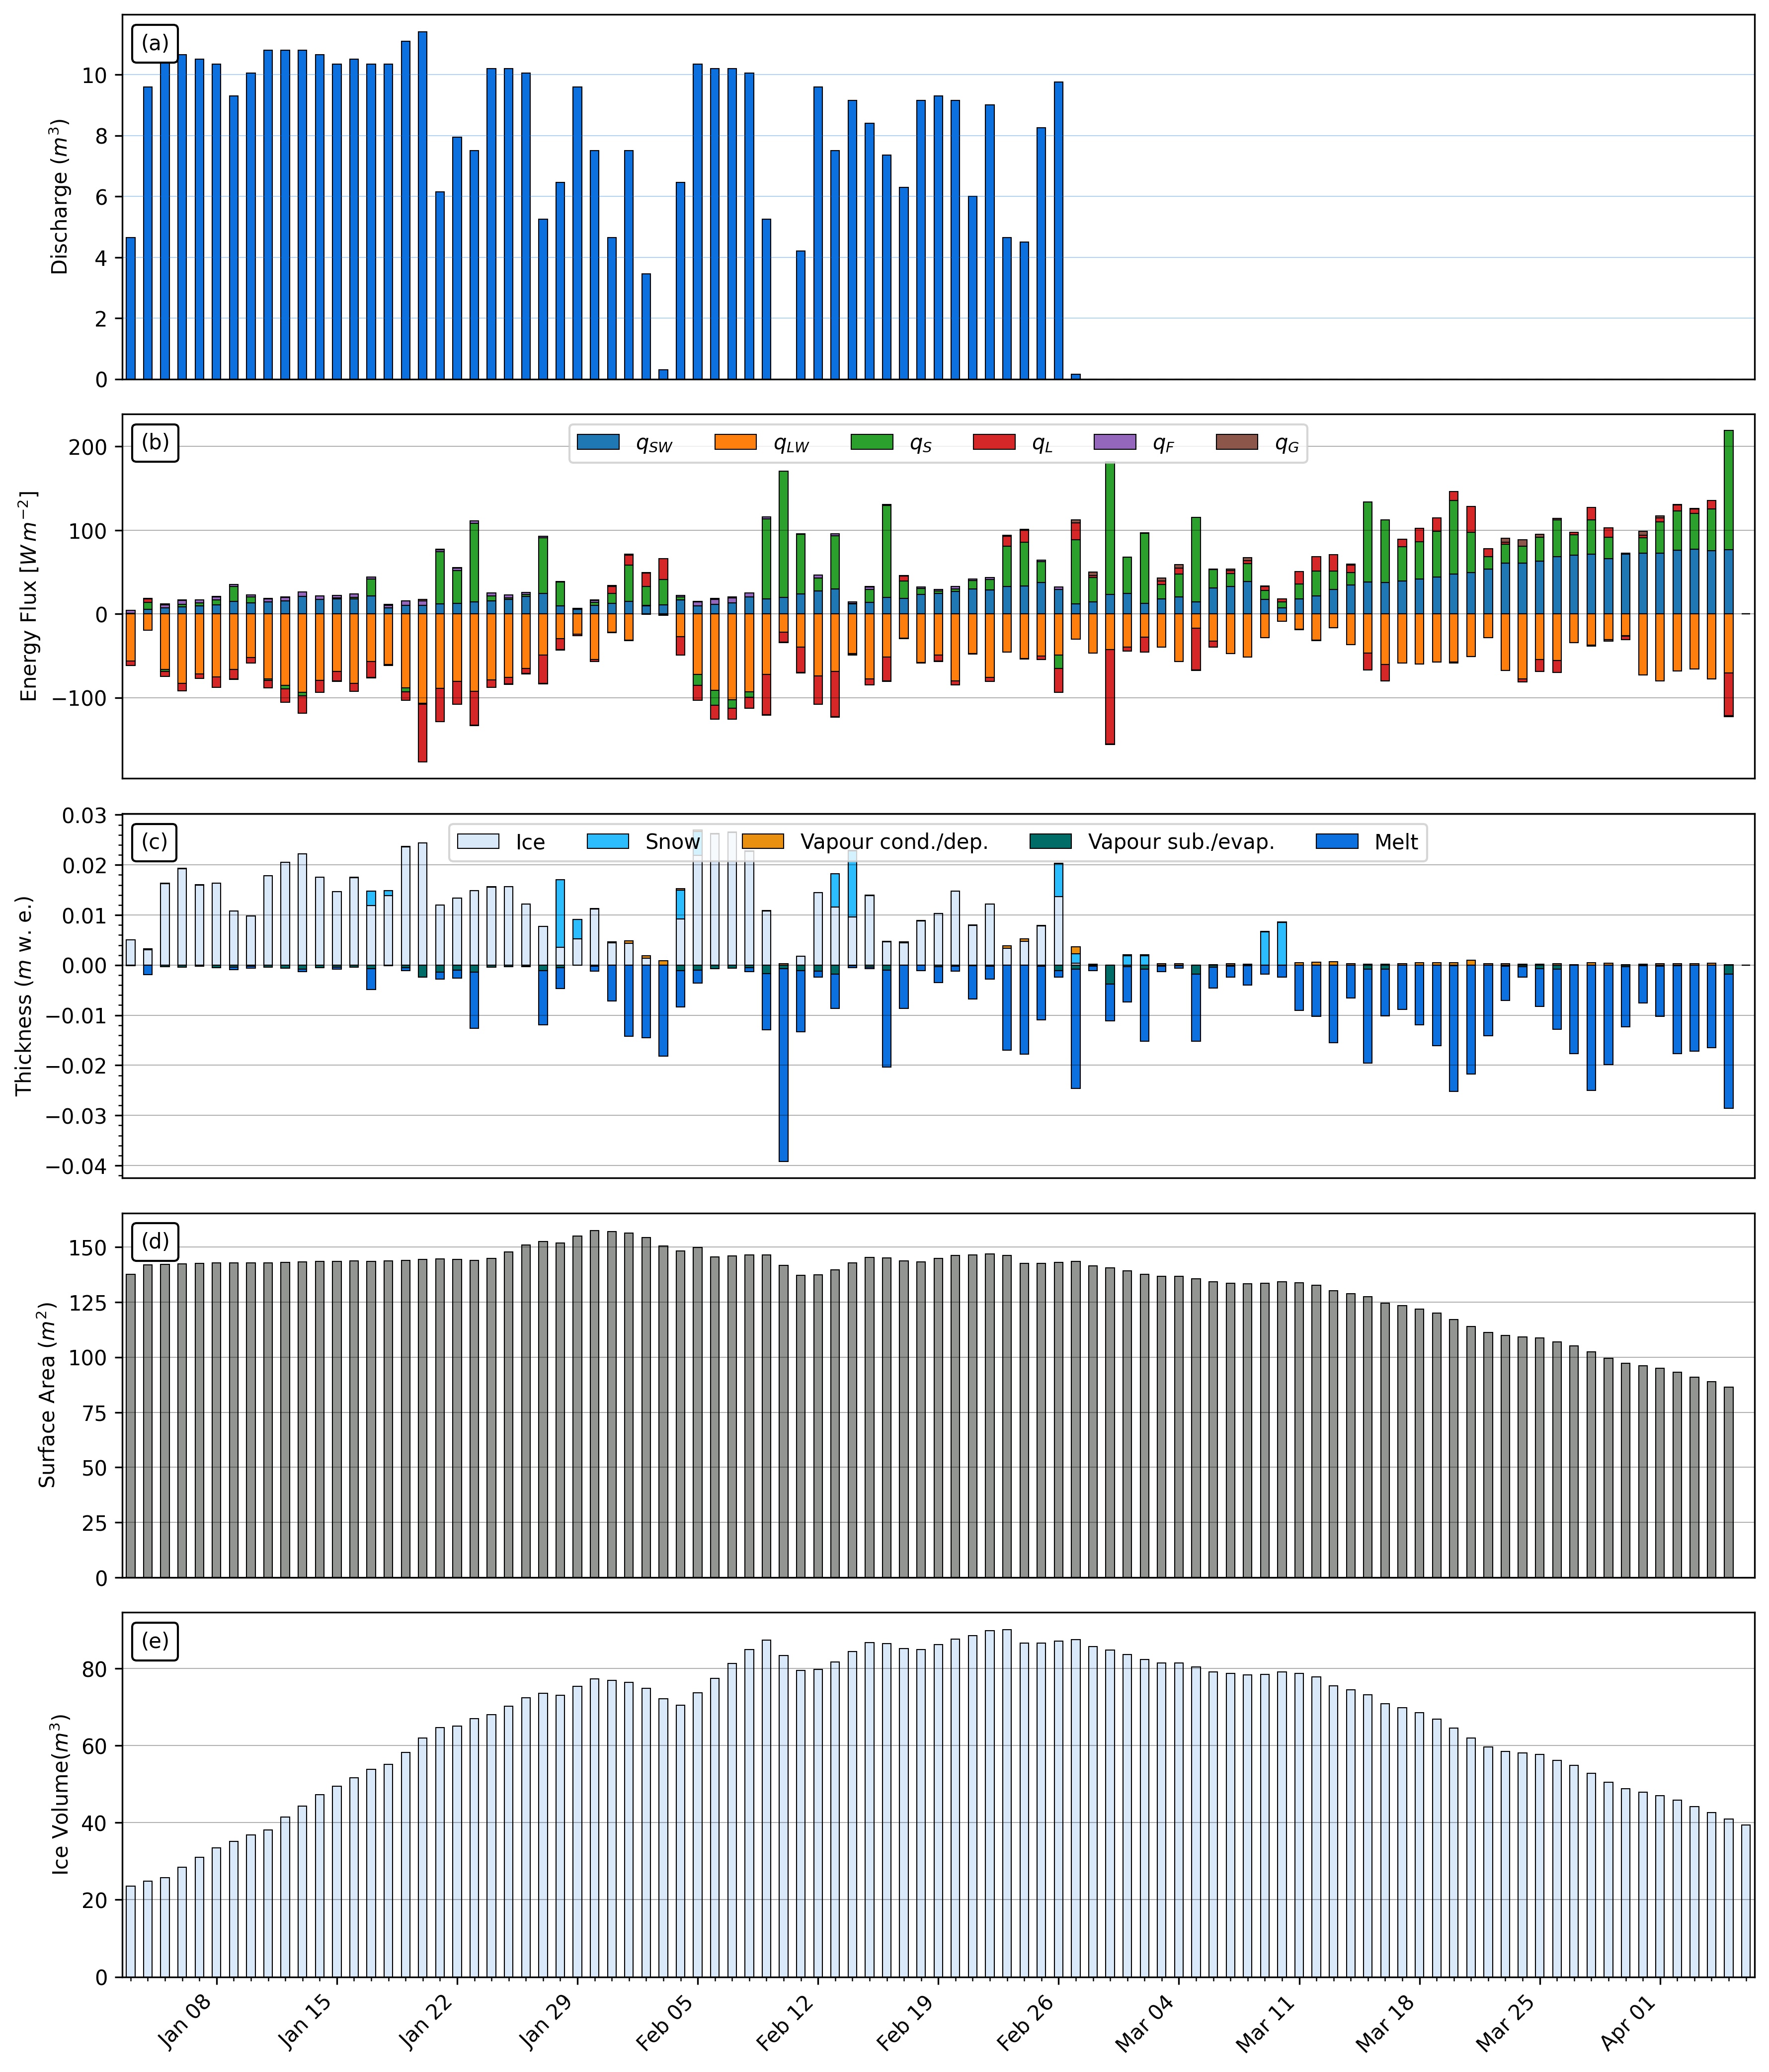 (a)
Discharge (m³)
10
8
6
4
2
0
(b)
q_SW q_LW q_S q_L q_F q_G
Energy Flux [W m⁻²]
200
100
0
−100
(c)
Ice Snow Vapour cond./dep. Vapour sub./evap. Melt
Thickness (m w. e.)
0.03
0.02
0.01
0.00
−0.01
−0.02
−0.03
−0.04
(d)
Surface Area (m²)
150
125
100
75
50
25
0
(e)
Ice Volume(m³)
80
60
40
20
0
Jan 08 Jan 15 Jan 22 Jan 29 Feb 05 Feb 12 Feb 19 Feb 26 Mar 04 Mar 11 Mar 18 Mar 25 Apr 01